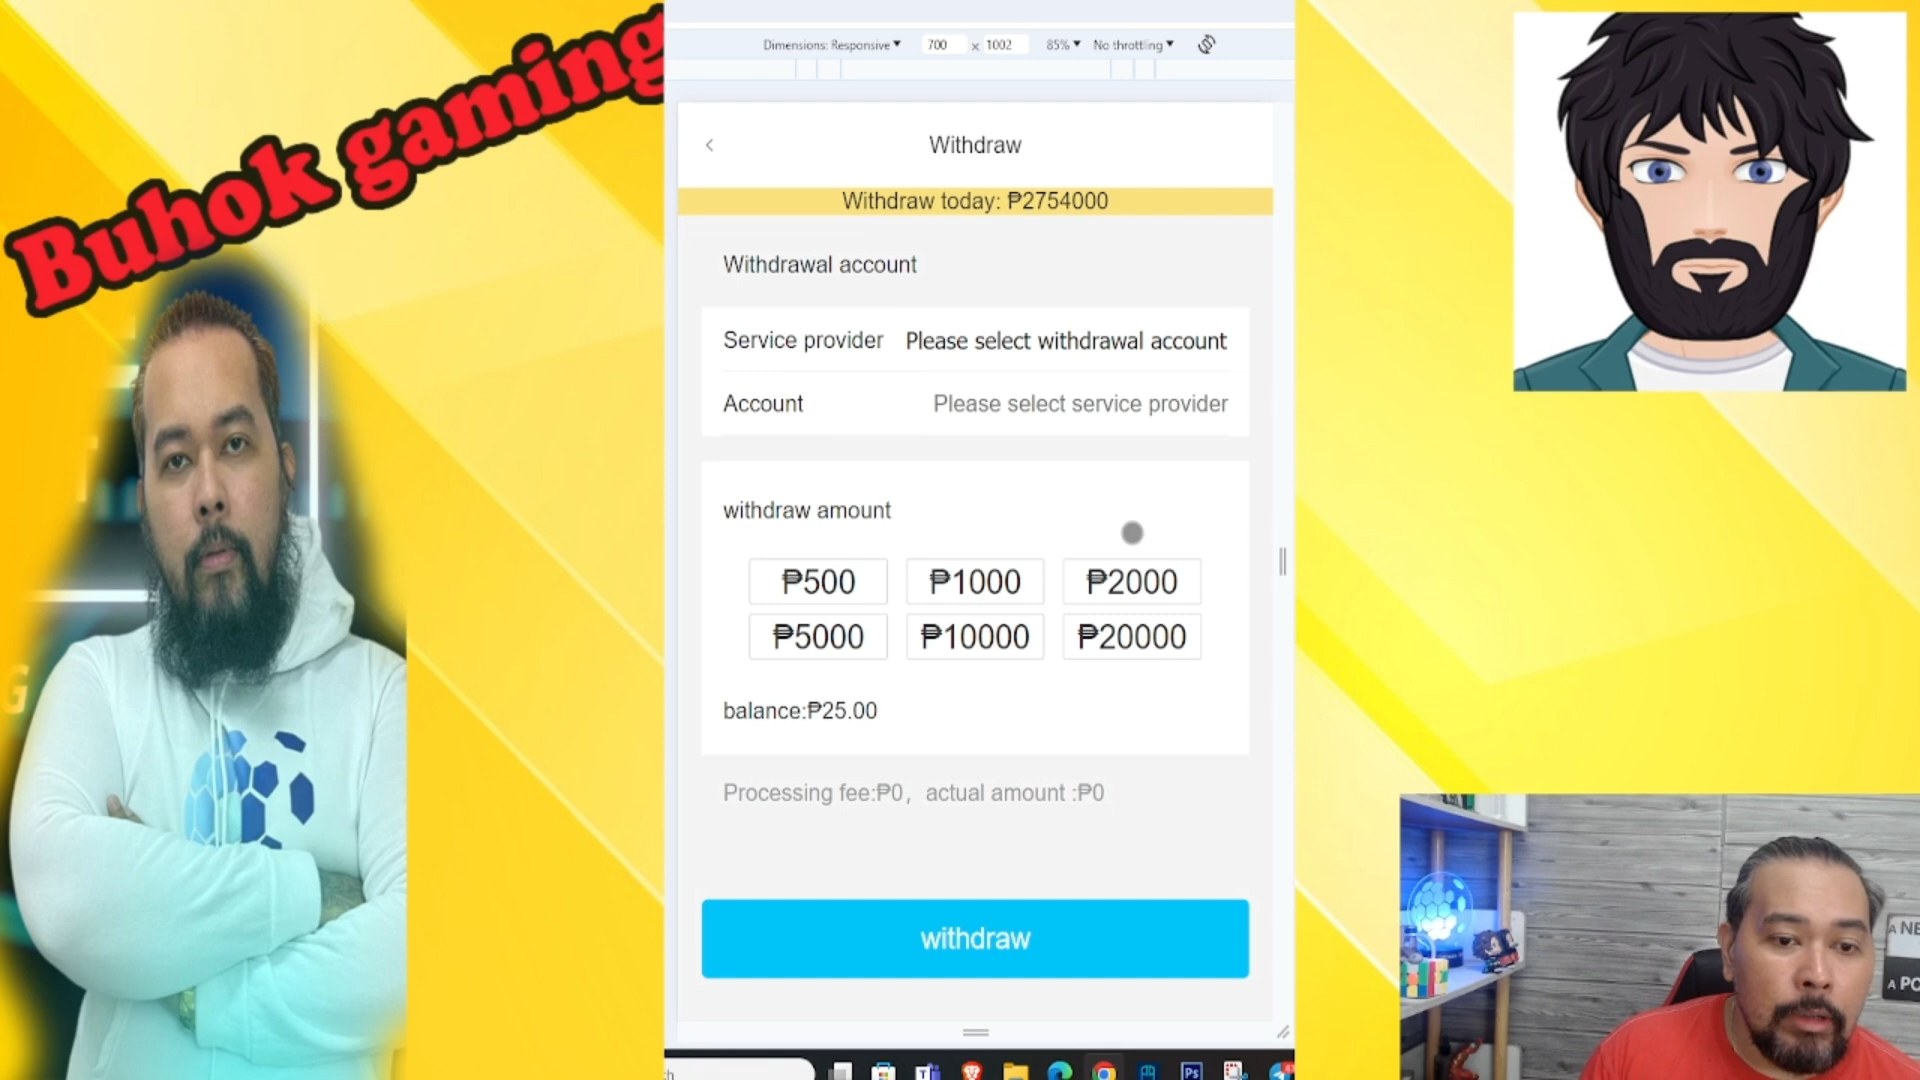 Buhok gaming
Dimensions: Responsive 700 x 1002 85% No throttling
Withdraw
Withdraw today: ₱2754000
Withdrawal account
Service provider Please select withdrawal account
Account Please select service provider
withdraw amount
₱500 ₱1000 ₱2000
₱5000 ₱10000 ₱20000
balance:₱25.00
Processing fee:₱0, actual amount :₱0
withdraw
A NE
A PO